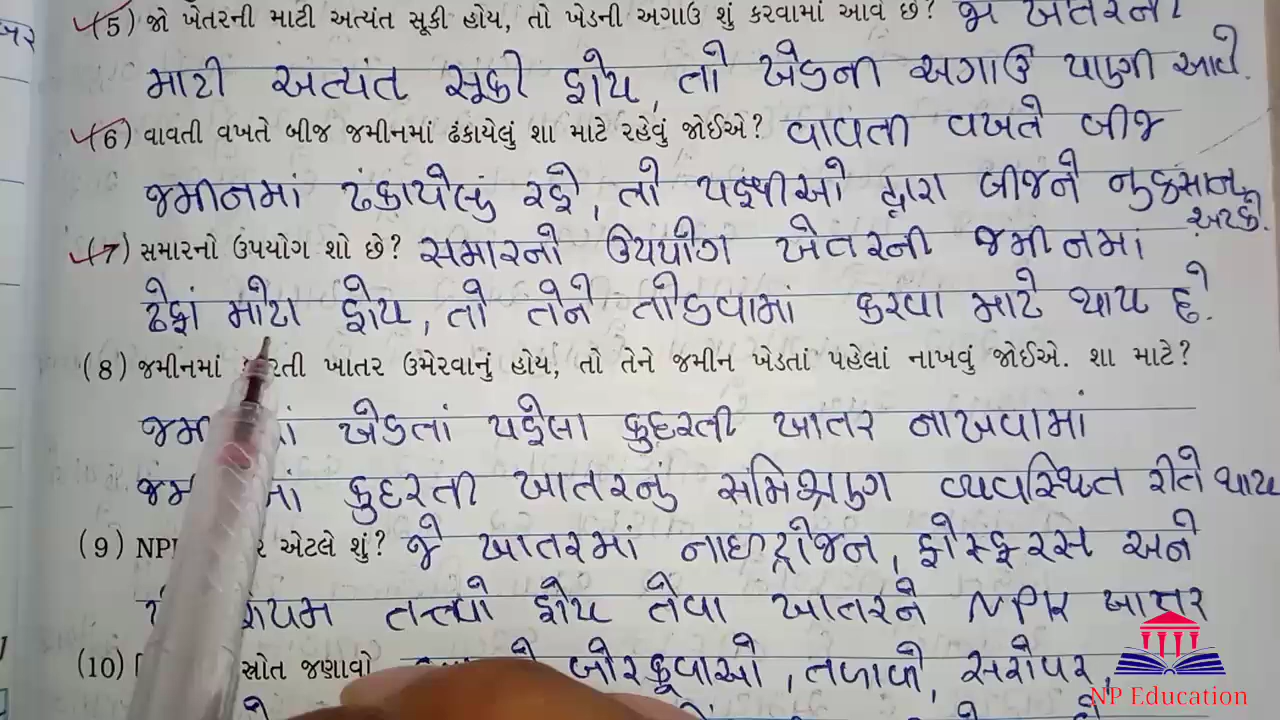 (5) જો ખેતરની માટી અત્યંત સૂકી હોય, તો ખેડની અગાઉ શું કરવામાં આવે છે? જો ખેતરની
માટી અત્યંત સૂકી હોય, તો ખેડની અગાઉ પાણી આવે.
(6) વાવતી વખતે બીજ જમીનમાં ઢંકાયેલું શા માટે રહેવું જોઈએ? વાવતી વખતે બીજ
જમીનમાં ઢંકાયેલું રહે, તો પક્ષીઓ દ્વારા બીજને નુકસાન
અટકે.
(7) સમારનો ઉપયોગ શો છે? સમારનો ઉપયોગ ખેતરની જમીનમાં
ઢેફાં મોટા હોય, તો તેને તોડવામાં કરવા માટે થાય છે.
(8) જમીનમાં ખાતર ઉમેરવાનું હોય, તો તેને જમીન ખેડતાં પહેલાં નાખવું જોઈએ. શા માટે?
ખેડતાં પહેલા કુદરતી ખાતર નાખવામાં
કુદરતી ખાતરનું સમિશ્રણ વ્યવસ્થિત રીતે થાય
(9) એટલે શું? જે ખાતરમાં નાઇટ્રોજન, ફોસ્ફરસ અને
તત્ત્વો હોય તેવા ખાતરને NPK ખાતર
(10) સ્રોત જણાવો બોરકૂવાઓ, તળાવો, સરોવર,
NP Education